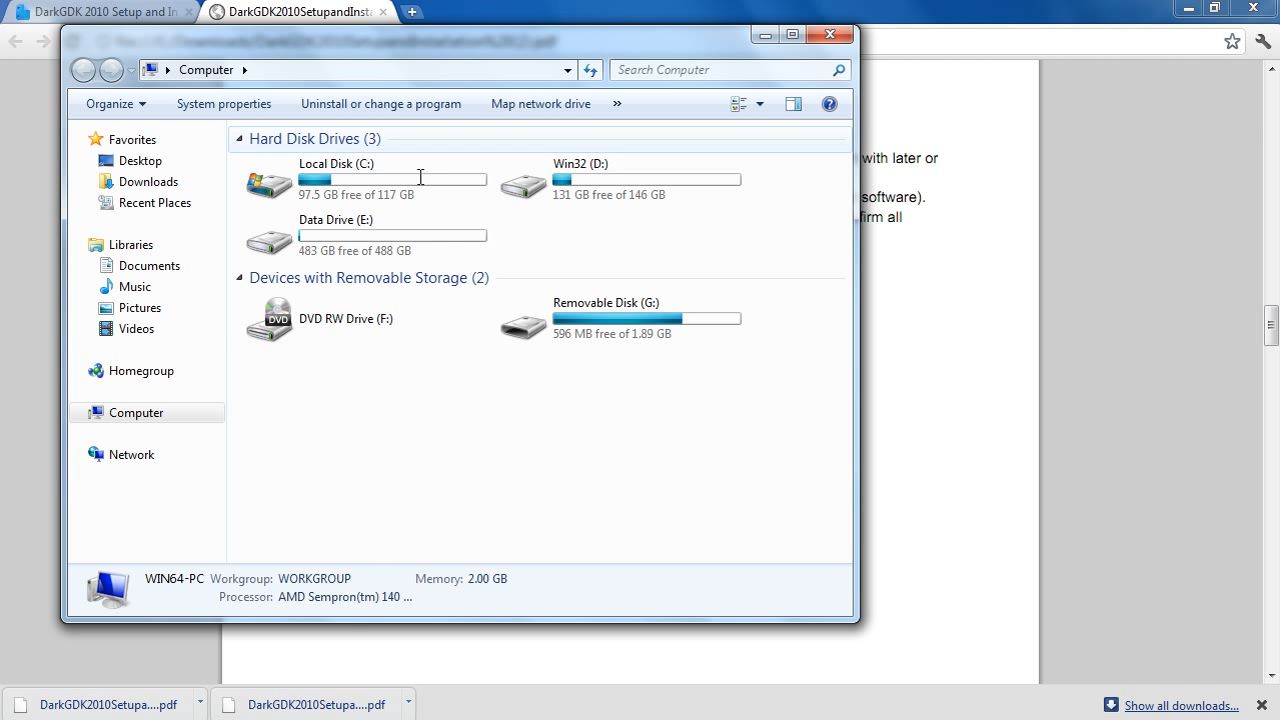 DarkGDK 2010 Setup and In
DarkGDK2010SetupandInsta
Computer
Search Computer
Organize
System properties
Uninstall or change a program
Map network drive
»
Favorites
Desktop
Downloads
Recent Places
Libraries
Documents
Music
Pictures
Videos
Homegroup
Computer
Network
Hard Disk Drives (3)
Local Disk (C:)
97.5 GB free of 117 GB
Win32 (D:)
131 GB free of 146 GB
Data Drive (E:)
483 GB free of 488 GB
Devices with Removable Storage (2)
DVD
DVD RW Drive (F:)
Removable Disk (G:)
596 MB free of 1.89 GB
with later or
software).
firm all
WIN64-PC Workgroup: WORKGROUP Memory: 2.00 GB
Processor: AMD Sempron(tm) 140 ...
DarkGDK2010Setupa....pdf
DarkGDK2010Setupa....pdf
Show all downloads...